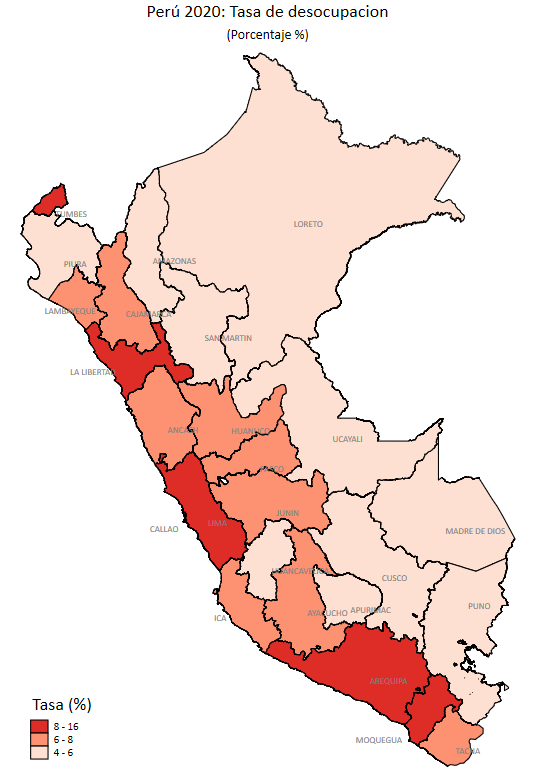 Perú 2020: Tasa de desocupacion
(Porcentaje %)
TUMBES
LORETO
PIURA
AMAZONAS
LAMBAYEQUE
CAJAMARCA
SAN MARTIN
LA LIBERTAD
ANCASH
HUANUCO
UCAYALI
PASCO
JUNIN
LIMA
CALLAO
MADRE DE DIOS
HUANCAVELICA
CUSCO
PUNO
AYACUCHO
APURIMAC
ICA
AREQUIPA
MOQUEGUA
TACNA
Tasa (%)
8 - 16
6 - 8
4 - 6